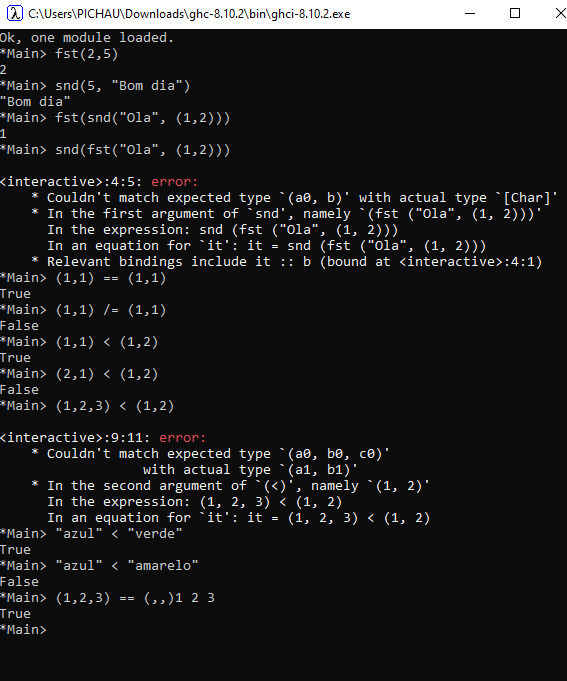 λ C:\Users\PICHAU\Downloads\ghc-8.10.2\bin\ghci-8.10.2.exe
Ok, one module loaded.
*Main> fst(2,5)
2
*Main> snd(5, "Bom dia")
"Bom dia"
*Main> fst(snd("Ola", (1,2)))
1
*Main> snd(fst("Ola", (1,2)))

<interactive>:4:5: error:
    * Couldn't match expected type `(a0, b)' with actual type `[Char]'
    * In the first argument of `snd', namely `(fst ("Ola", (1, 2)))'
      In the expression: snd (fst ("Ola", (1, 2)))
      In an equation for `it': it = snd (fst ("Ola", (1, 2)))
    * Relevant bindings include it :: b (bound at <interactive>:4:1)
*Main> (1,1) == (1,1)
True
*Main> (1,1) /= (1,1)
False
*Main> (1,1) < (1,2)
True
*Main> (2,1) < (1,2)
False
*Main> (1,2,3) < (1,2)

<interactive>:9:11: error:
    * Couldn't match expected type `(a0, b0, c0)'
                  with actual type `(a1, b1)'
    * In the second argument of `(<)', namely `(1, 2)'
      In the expression: (1, 2, 3) < (1, 2)
      In an equation for `it': it = (1, 2, 3) < (1, 2)
*Main> "azul" < "verde"
True
*Main> "azul" < "amarelo"
False
*Main> (1,2,3) == (,,)1 2 3
True
*Main>